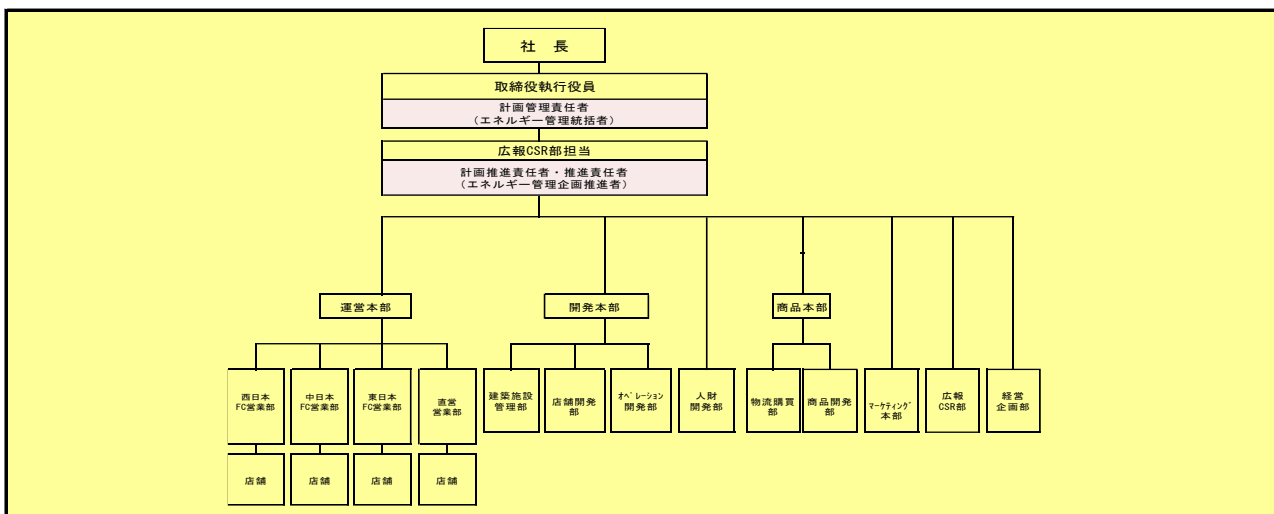 社　長
取締役執行役員
計画管理責任者
（エネルギー管理統括者）
広報CSR部担当
計画推進責任者・推進責任者
（エネルギー管理企画推進者）
運営本部
開発本部
商品本部
西日本
FC営業部
中日本
FC営業部
東日本
FC営業部
直営
営業部
建築施設
管理部
店舗開発
部
ｵﾍﾟﾚｰｼｮﾝ
開発部
人財
開発部
物流購買
部
商品開発
部
ﾏｰｹﾃｨﾝｸﾞ
本部
広報
CSR部
経営
企画部
店舗
店舗
店舗
店舗